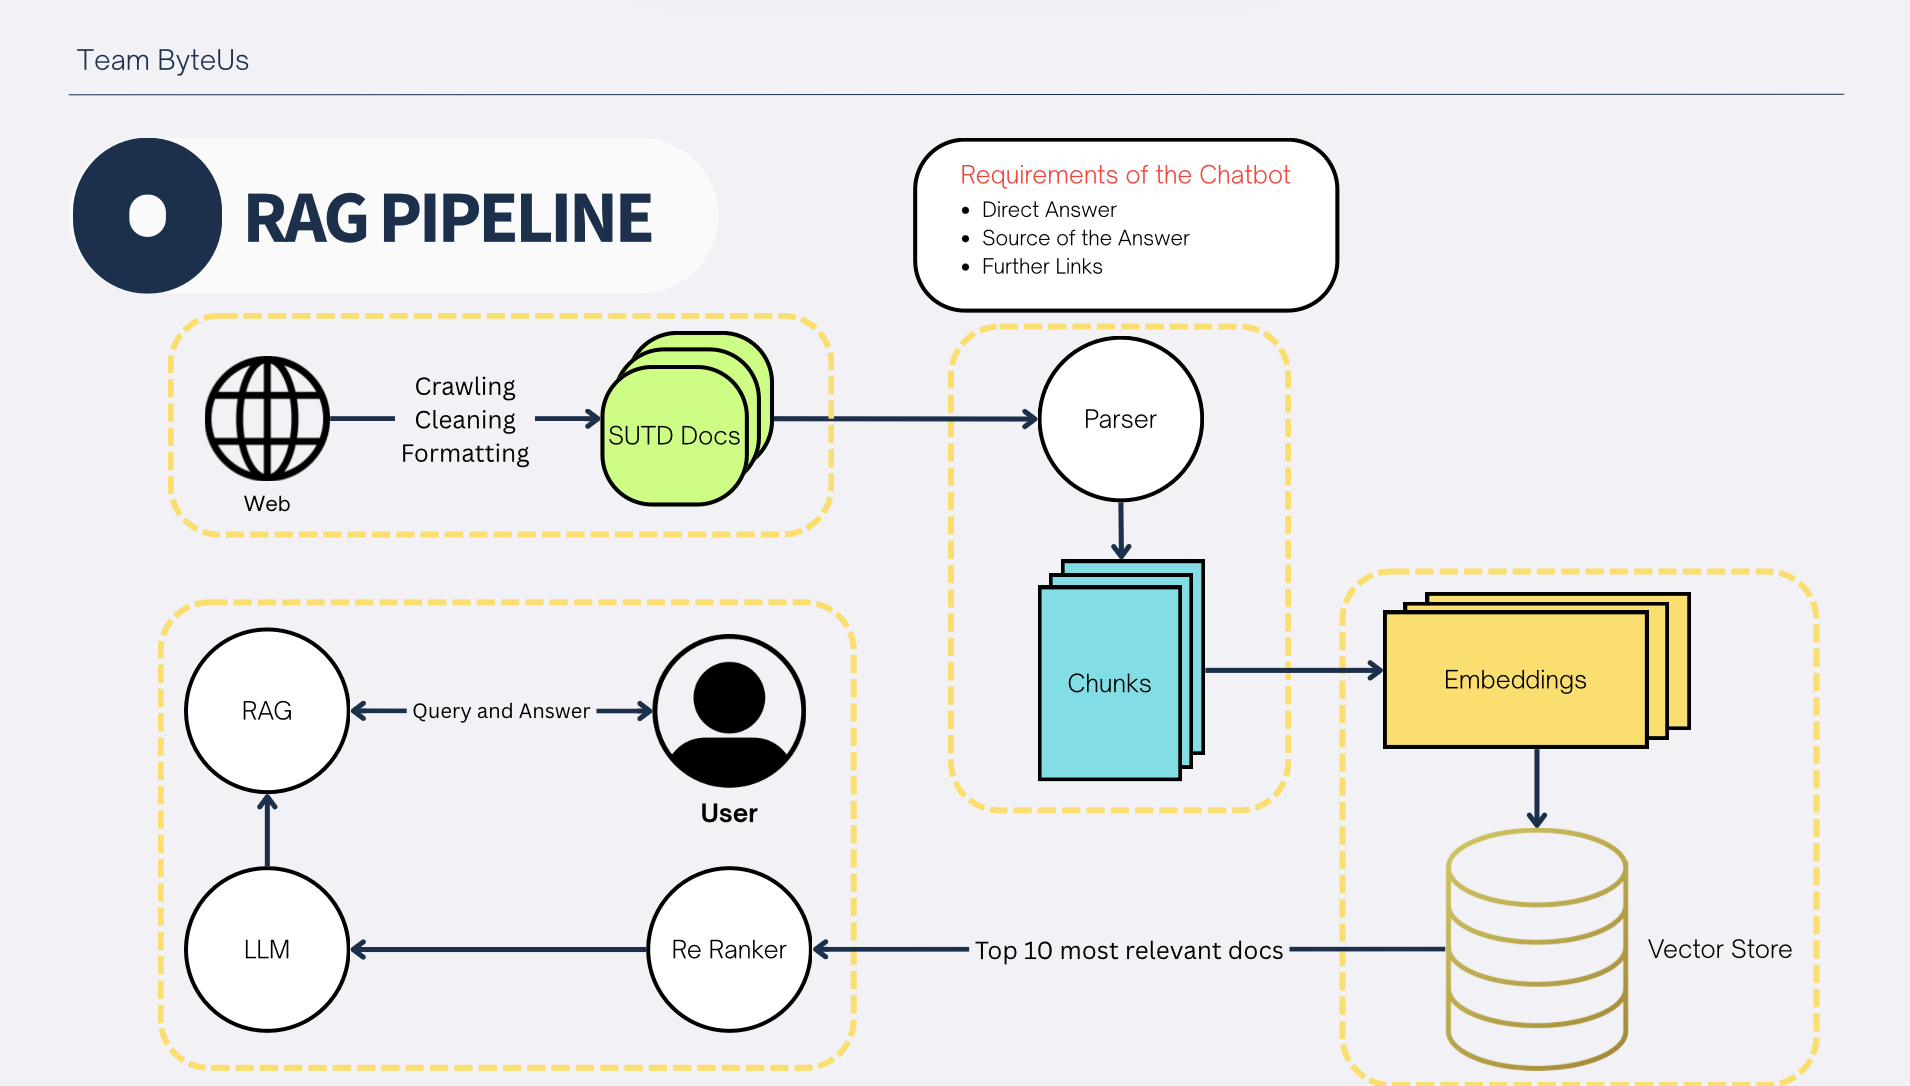 Team ByteUs
0
RAG PIPELINE
Requirements of the Chatbot
• Direct Answer
• Source of the Answer
• Further Links
Web
Crawling
Cleaning
Formatting
SUTD Docs
Parser
Chunks
Embeddings
Vector Store
Top 10 most relevant docs
Re Ranker
LLM
RAG
Query and Answer
User